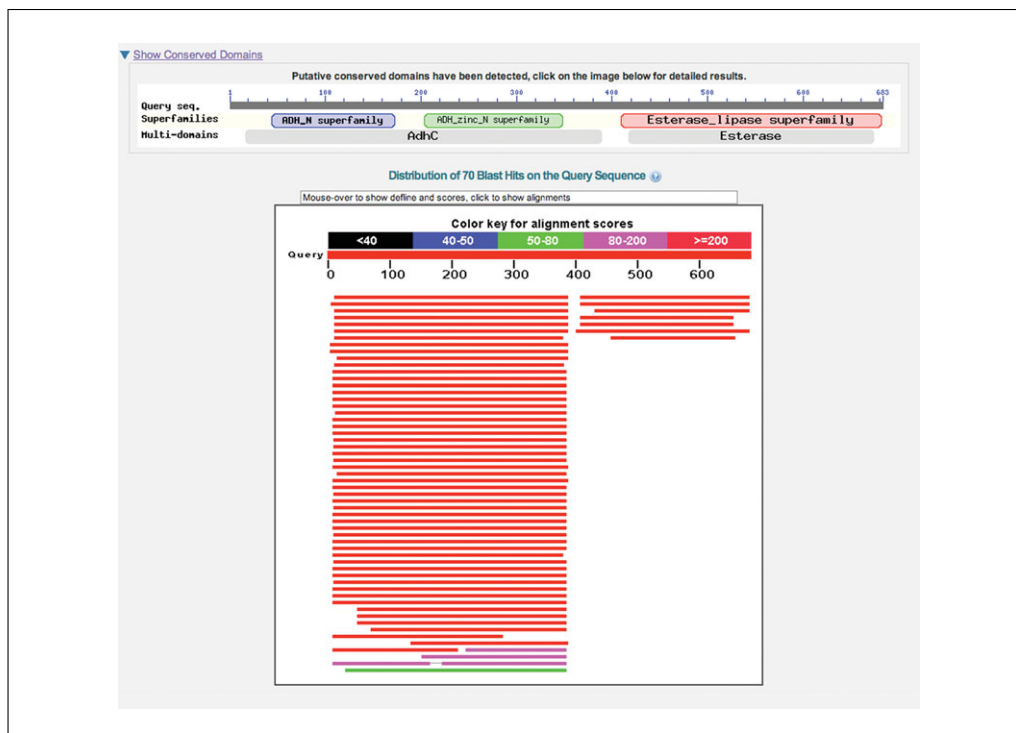 Show Conserved Domains
Putative conserved domains have been detected, click on the image below for detailed results.
1 100 200 300 400 500 600 683
Query seq.
Superfamilies ADH_N superfamily ADH_zinc_N superfamily Esterase_lipase superfamily
Multi-domains AdhC Esterase
Distribution of 70 Blast Hits on the Query Sequence ?
Mouse-over to show defline and scores, click to show alignments
Color key for alignment scores
<40 40-50 50-80 80-200 >=200
Query
0 100 200 300 400 500 600